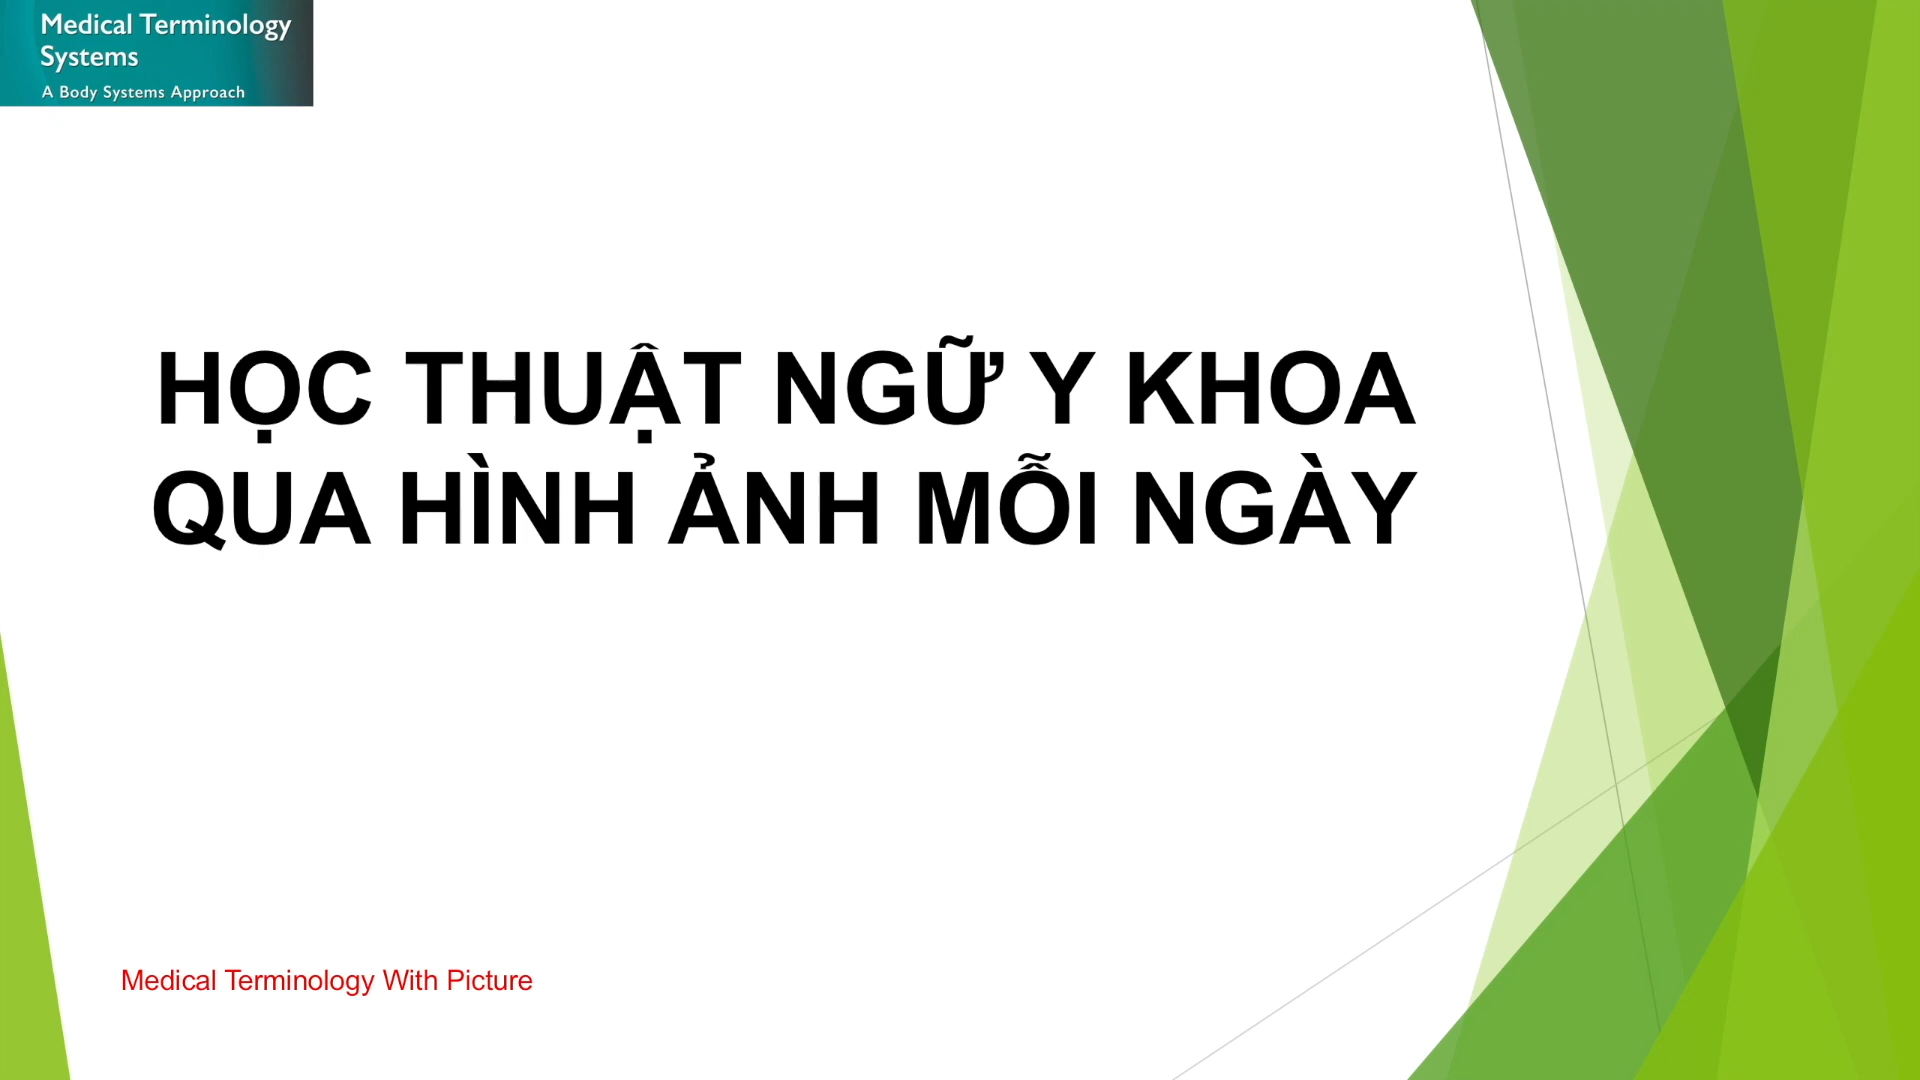 Medical Terminology
Systems
A Body Systems Approach
HỌC THUẬT NGỮ Y KHOA
QUA HÌNH ẢNH MỖI NGÀY
Medical Terminology With Picture